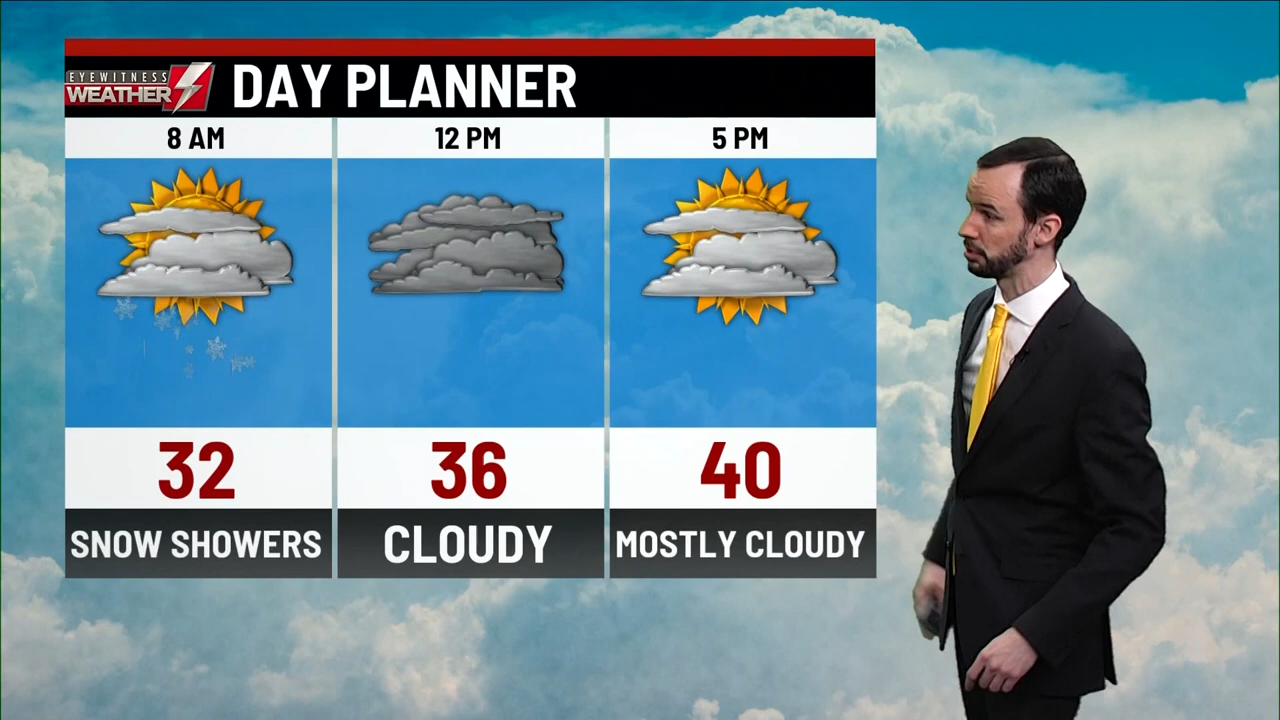 EYEWITNESS
WEATHER
DAY PLANNER
8 AM
12 PM
5 PM
32
36
40
SNOW SHOWERS
CLOUDY
MOSTLY CLOUDY